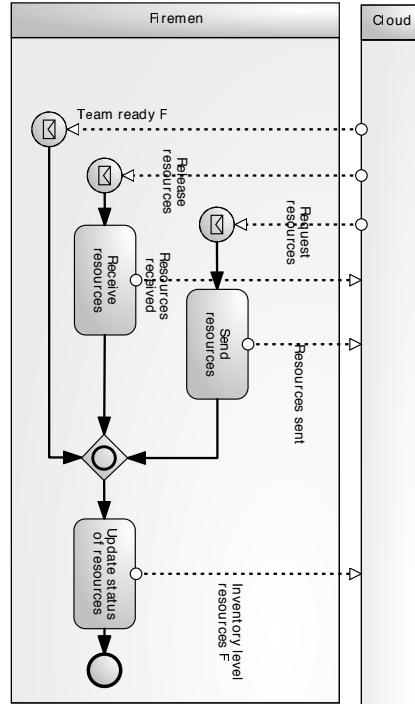 Firemen
Cloud
Team ready F
Release
resources
Request
resources
Receive
resources
Resources
received
Send
resources
Resources sent
Update status
of resources
Inventory level
resources F